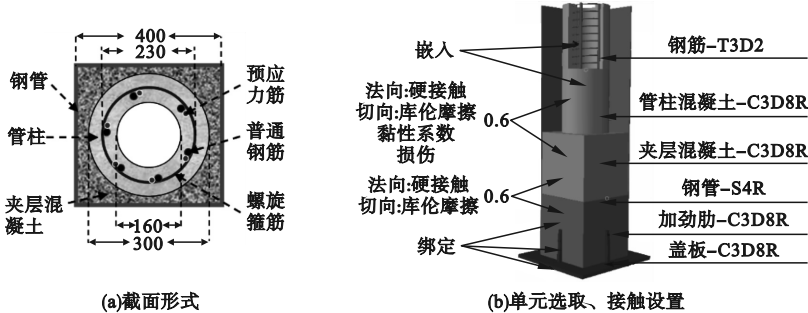 400
230
钢管
管柱
夹层混
凝土
预应
力筋
普通
钢筋
螺旋
箍筋
160
300
(a)截面形式
嵌入
法向:硬接触
切向:库伦摩擦
黏性系数
损伤
0.6
法向:硬接触
切向:库伦摩擦
0.6
绑定
钢筋-T3D2
管柱混凝土-C3D8R
夹层混凝土-C3D8R
钢管-S4R
加劲肋-C3D8R
盖板-C3D8R
(b)单元选取、接触设置